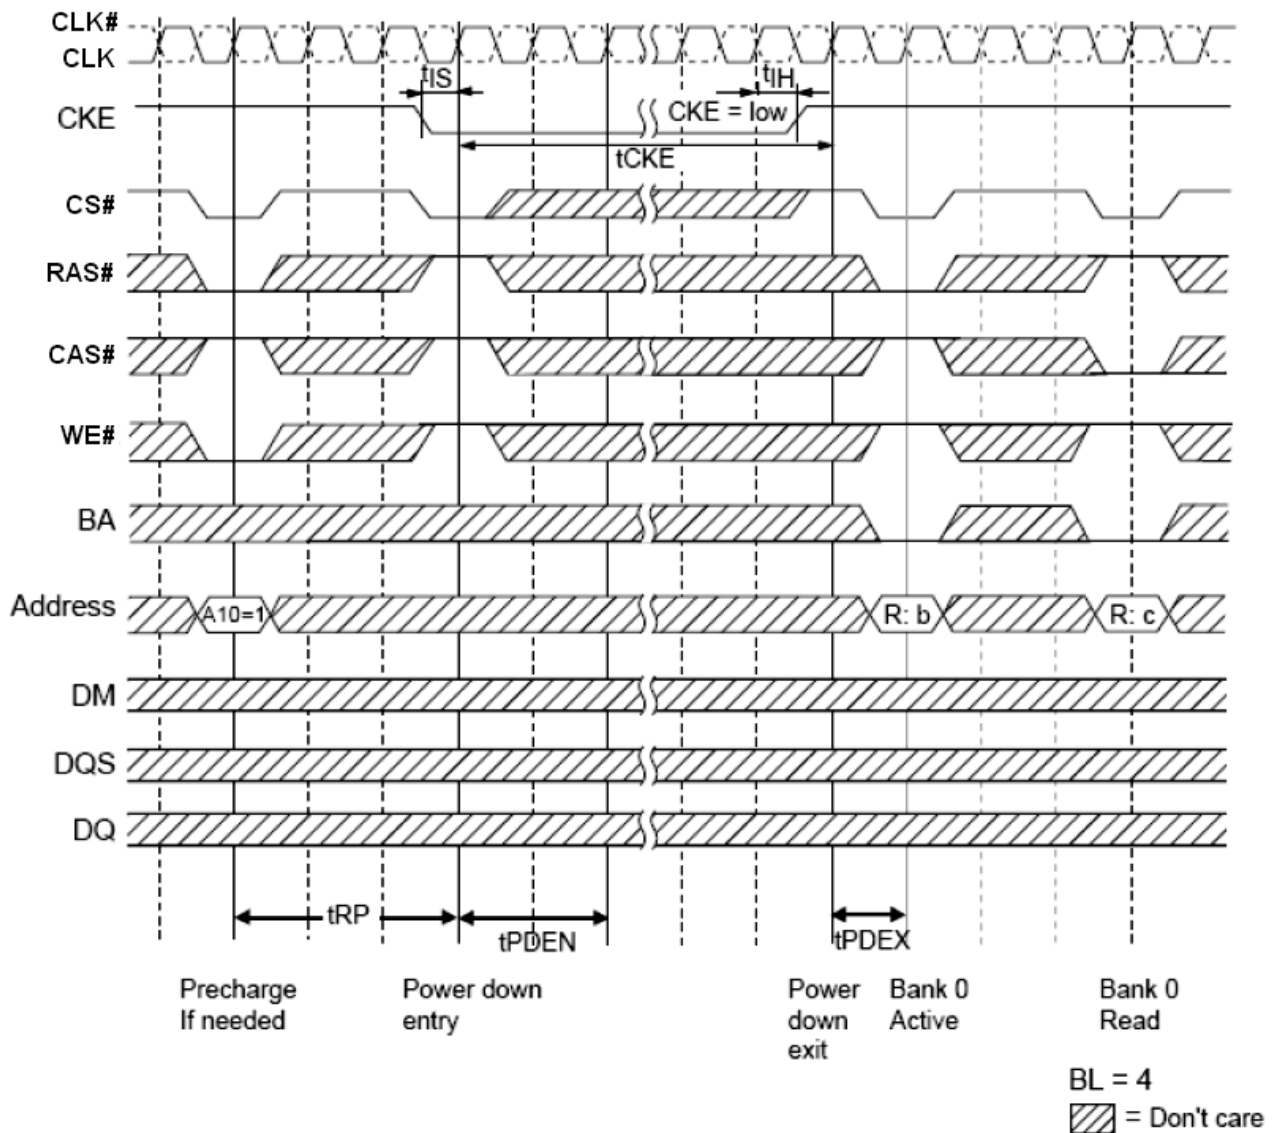 CLK#
CLK
tIS
tIH
CKE
CKE = low
tCKE
CS#
RAS#
CAS#
WE#
BA
Address
A10=1
R: b
R: c
DM
DQS
DQ
tRP
tPDEN
tPDEX
Precharge
If needed
Power down
entry
Power
down
exit
Bank 0
Active
Bank 0
Read
BL = 4
= Don't care